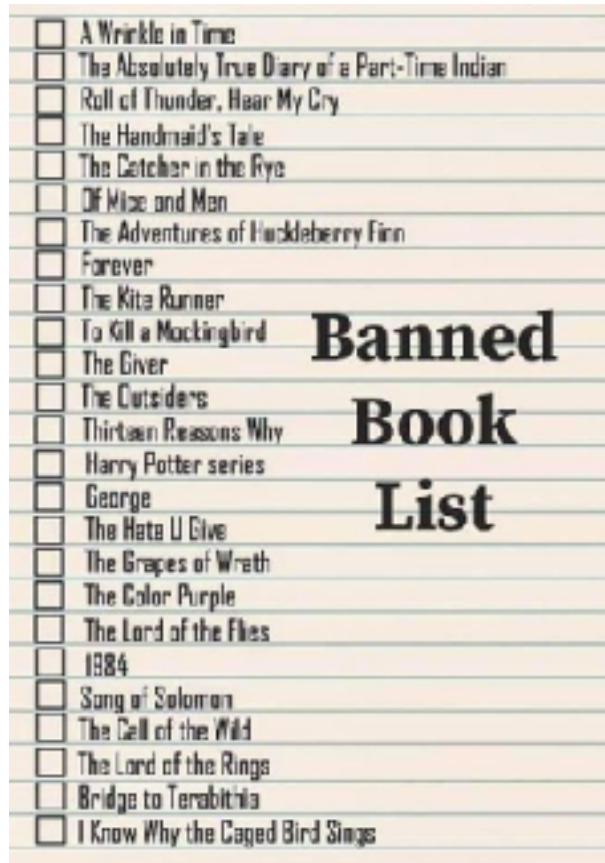 A Wrinkle in Time
The Absolutely True Diary of a Part-Time Indian
Roll of Thunder, Hear My Cry
The Handmaid's Tale
The Catcher in the Rye
Of Mice and Men
The Adventures of Huckleberry Finn
Forever
The Kite Runner
To Kill a Mockingbird
The Giver
The Outsiders
Thirteen Reasons Why
Harry Potter series
George
The Hate U Give
The Grapes of Wrath
The Color Purple
The Lord of the Flies
1984
Song of Solomon
The Call of the Wild
The Lord of the Rings
Bridge to Terabithia
I Know Why the Caged Bird Sings
Banned
Book
List